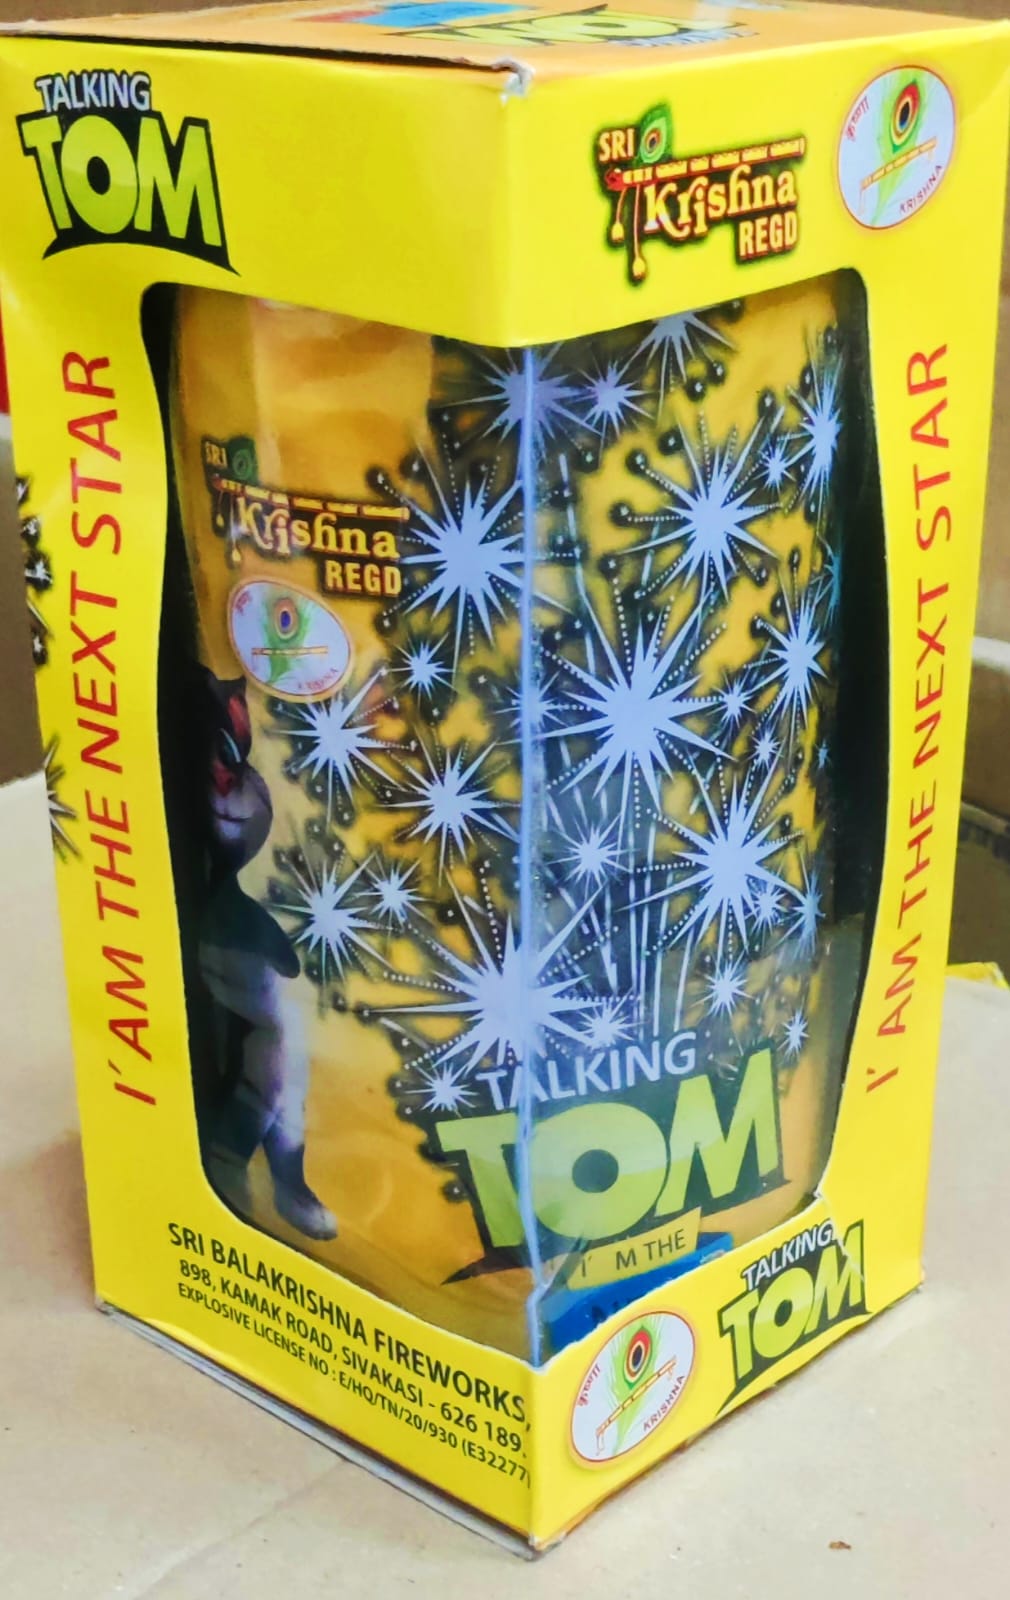 TALKING
TOM
SRI
Krishna
REGD
KRISHNA
I'AM THE NEXT STAR
I'AM THE NEXT STAR
SRI
Krishna
REGD
KRISHNA
TALKING
TOM
I' M THE
SRI BALAKRISHNA FIREWORKS,
898, KAMAK ROAD, SIVAKASI - 626 189.
EXPLOSIVE LICENSE NO : E/HQ/TN/20/930 (E32277)
TALKING
TOM
KRISHNA